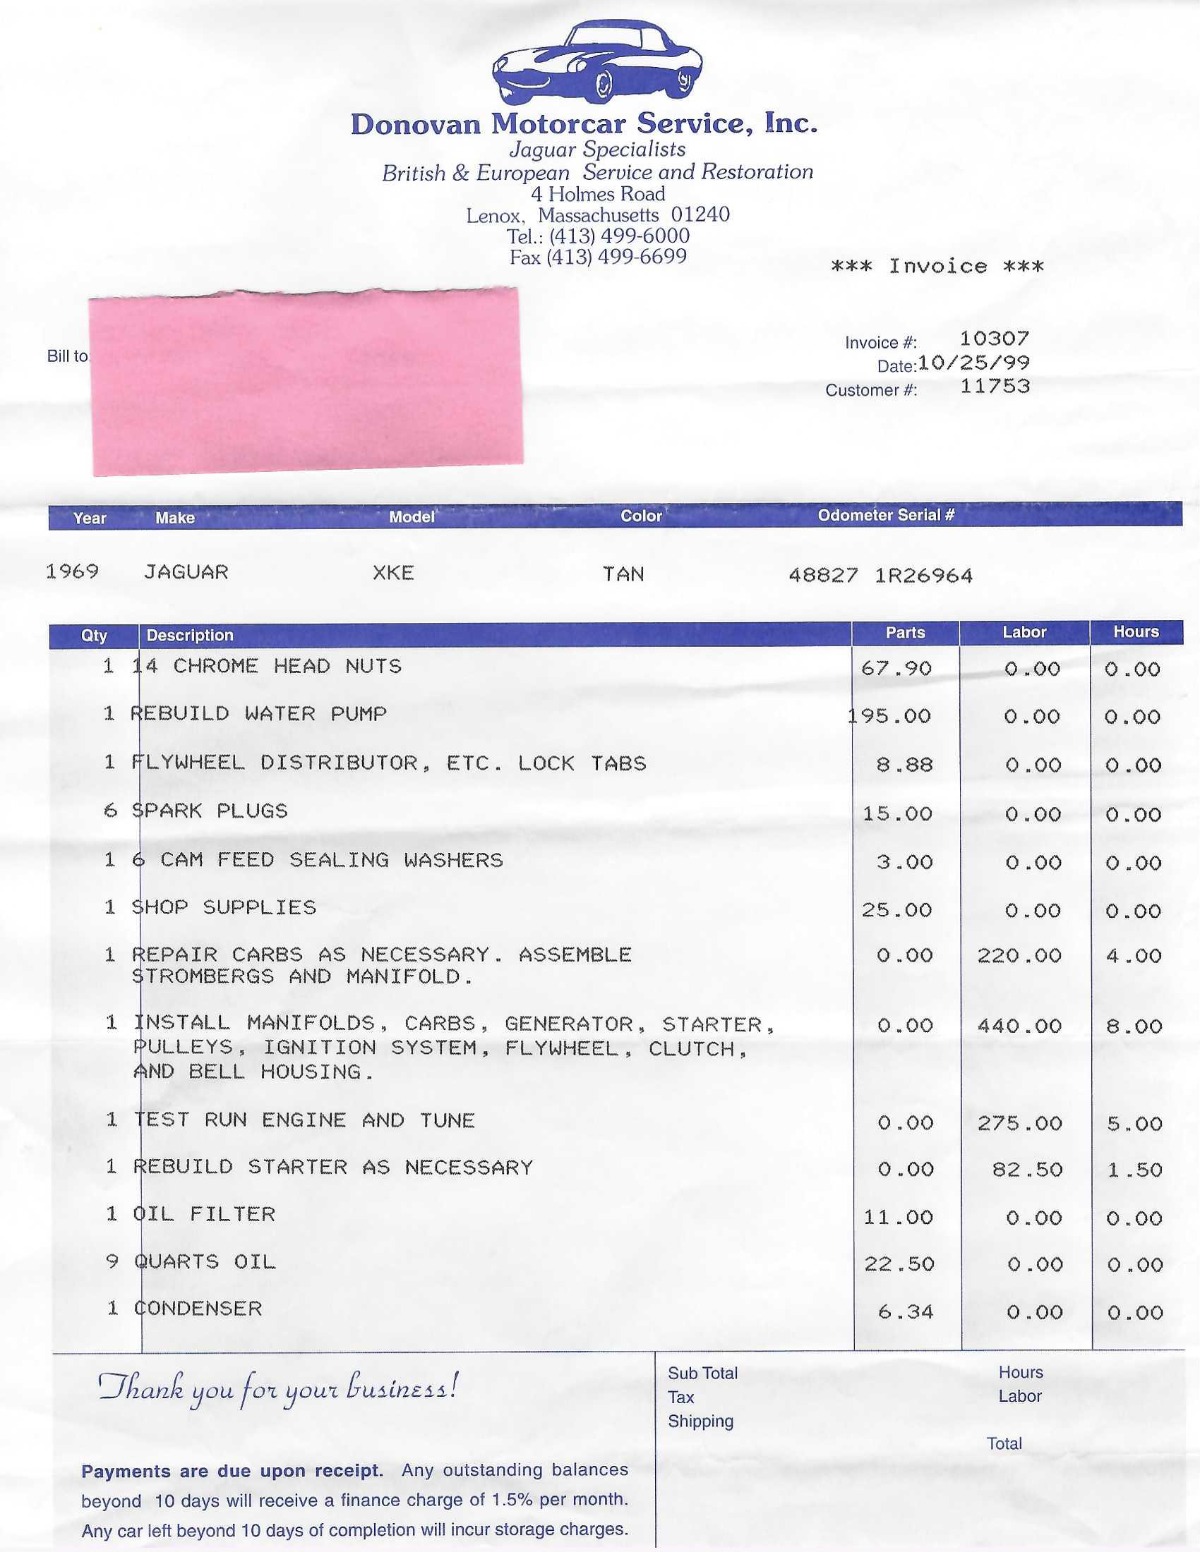 Donovan Motorcar Service, Inc.
Jaguar Specialists
British & European Service and Restoration
4 Holmes Road
Lenox, Massachusetts 01240
Tel.: (413) 499-6000
Fax (413) 499-6699
*** Invoice ***
Bill to
Invoice #: 10307
Date: 10/25/99
Customer #: 11753
Year Make Model Color Odometer Serial #
1969 JAGUAR XKE TAN 48827 1R26964
Qty Description Parts Labor Hours
1 14 CHROME HEAD NUTS 67.90 0.00 0.00
1 REBUILD WATER PUMP 195.00 0.00 0.00
1 FLYWHEEL DISTRIBUTOR, ETC. LOCK TABS 8.88 0.00 0.00
6 SPARK PLUGS 15.00 0.00 0.00
1 6 CAM FEED SEALING WASHERS 3.00 0.00 0.00
1 SHOP SUPPLIES 25.00 0.00 0.00
1 REPAIR CARBS AS NECESSARY. ASSEMBLE 0.00 220.00 4.00
STROMBERGS AND MANIFOLD.
1 INSTALL MANIFOLDS, CARBS, GENERATOR, STARTER, 0.00 440.00 8.00
PULLEYS, IGNITION SYSTEM, FLYWHEEL, CLUTCH,
AND BELL HOUSING.
1 TEST RUN ENGINE AND TUNE 0.00 275.00 5.00
1 REBUILD STARTER AS NECESSARY 0.00 82.50 1.50
1 OIL FILTER 11.00 0.00 0.00
9 QUARTS OIL 22.50 0.00 0.00
1 CONDENSER 6.34 0.00 0.00
Thank you for your business!
Payments are due upon receipt. Any outstanding balances
beyond 10 days will receive a finance charge of 1.5% per month.
Any car left beyond 10 days of completion will incur storage charges.
Sub Total Hours
Tax Labor
Shipping
Total